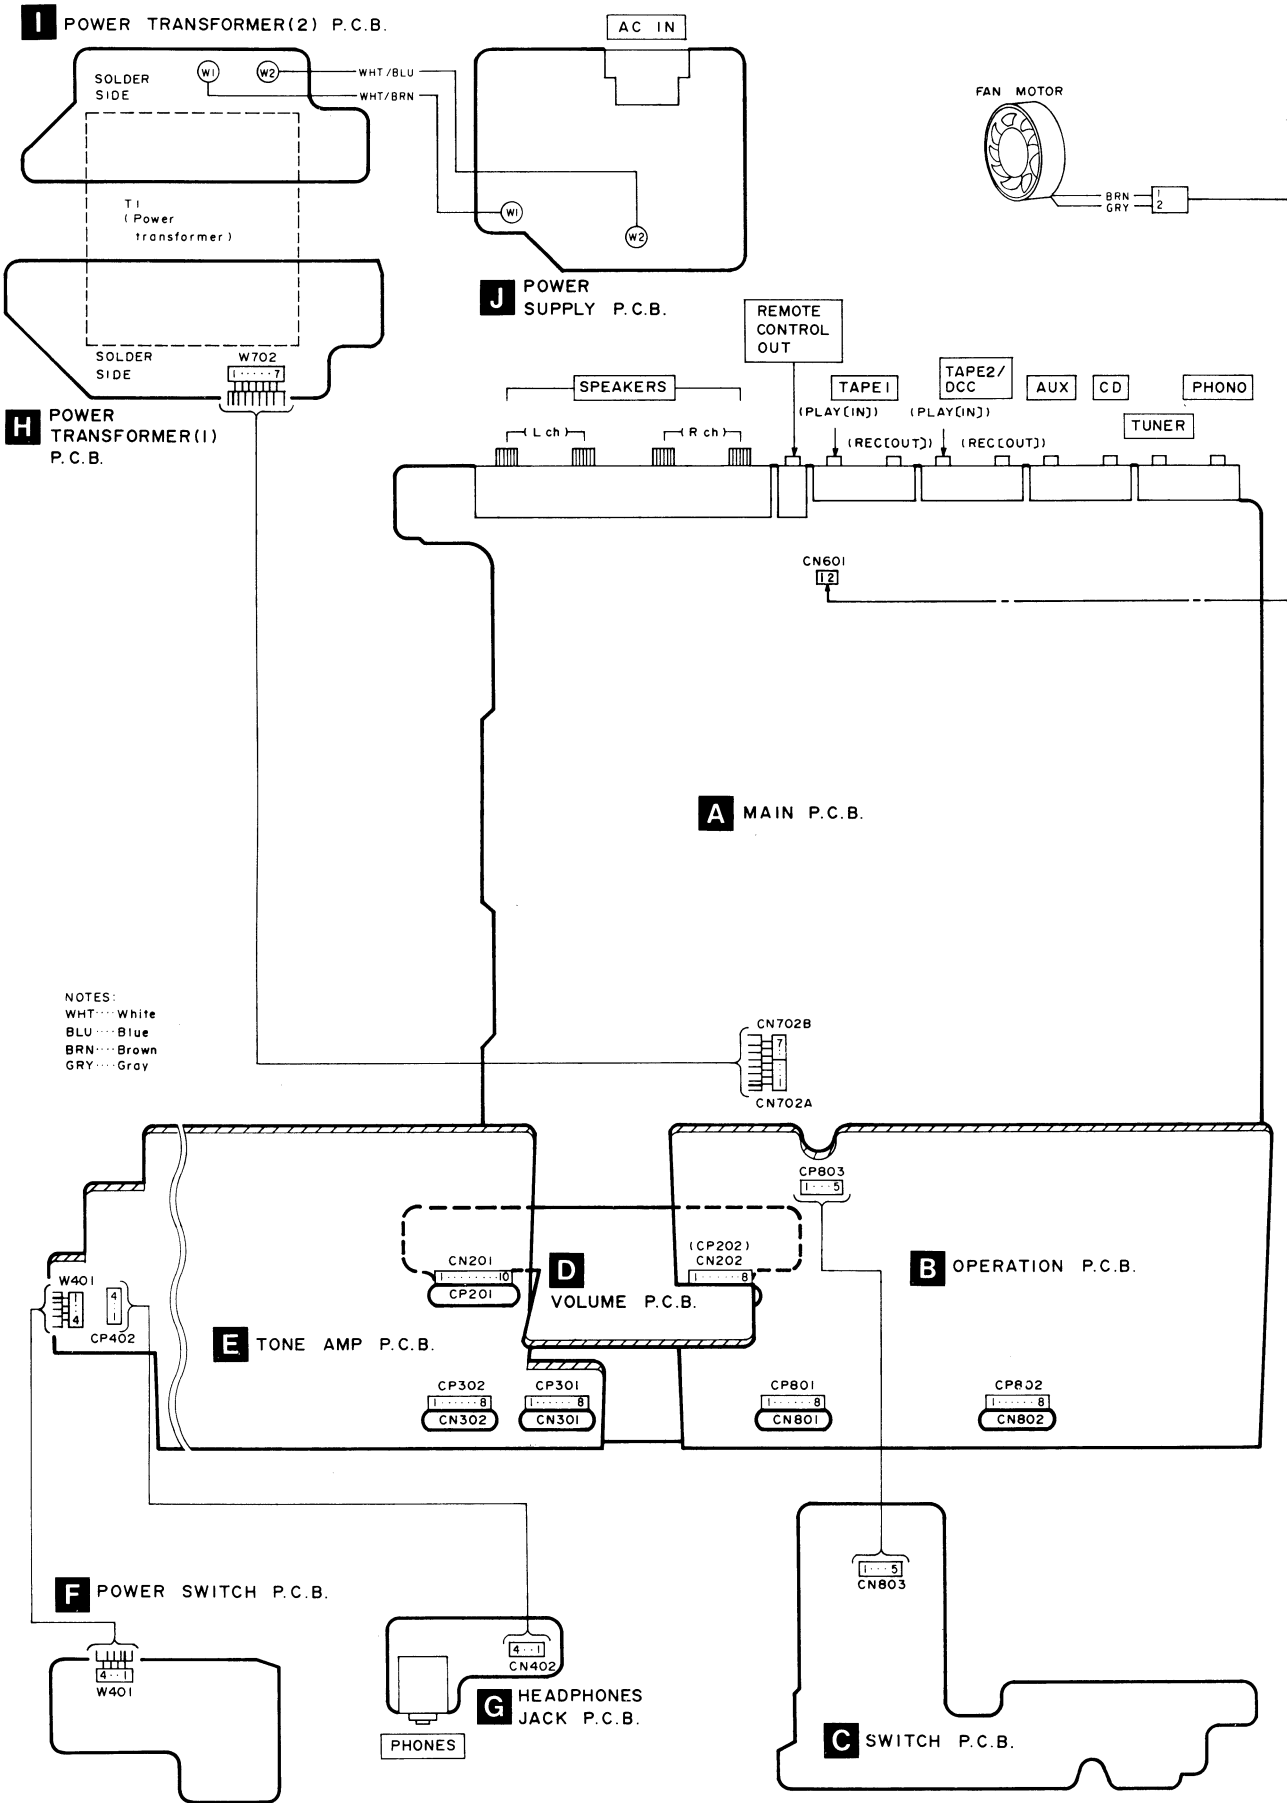 I POWER TRANSFORMER(2) P.C.B.
AC IN
SOLDER
SIDE
W1
W2
WHT/BLU
WHT/BRN
FAN MOTOR
BRN
GRY
1
2
T1
(Power
transformer)
W1
W2
J POWER
SUPPLY P.C.B.
SOLDER
SIDE
W702
1·····7
H POWER
TRANSFORMER(1)
P.C.B.
REMOTE
CONTROL
OUT
SPEAKERS
TAPE1
TAPE2/
DCC
AUX
CD
PHONO
TUNER
(PLAY[IN])
(PLAY[IN])
(L ch)
(R ch)
(REC[OUT])
(REC[OUT])
CN601
1 2
A MAIN P.C.B.
NOTES:
WHT····White
BLU····Blue
BRN····Brown
GRY····Gray
CN702B
7
1
CN702A
CP803
1···5
(CP202)
CN202
1······8
CN201
1······10
CP201
D
VOLUME P.C.B.
B OPERATION P.C.B.
W401
1
4
4
1
CP402
E TONE AMP P.C.B.
CP302
1······8
CN302
CP301
1······8
CN301
CP801
1······8
CN801
CP802
1······8
CN802
1···5
CN803
F POWER SWITCH P.C.B.
4··1
W401
4··1
CN402
G HEADPHONES
JACK P.C.B.
PHONES
C SWITCH P.C.B.